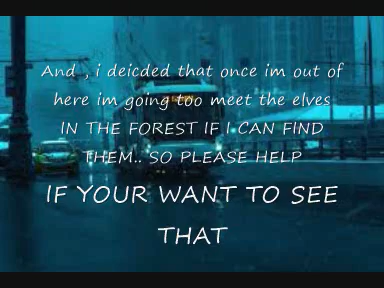 And , i deicded that once im out of
here im going too meet the elves
IN THE FOREST IF I CAN FIND
THEM.. SO PLEASE HELP
IF YOUR WANT TO SEE
THAT